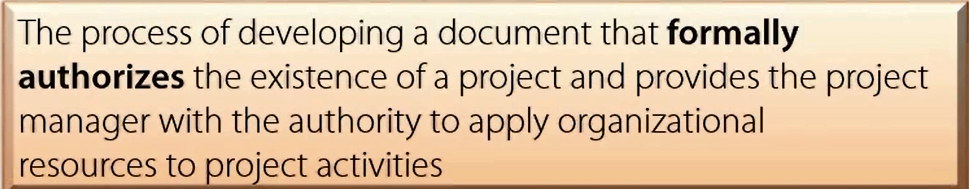 The process of developing a document that formally
authorizes the existence of a project and provides the project
manager with the authority to apply organizational
resources to project activities